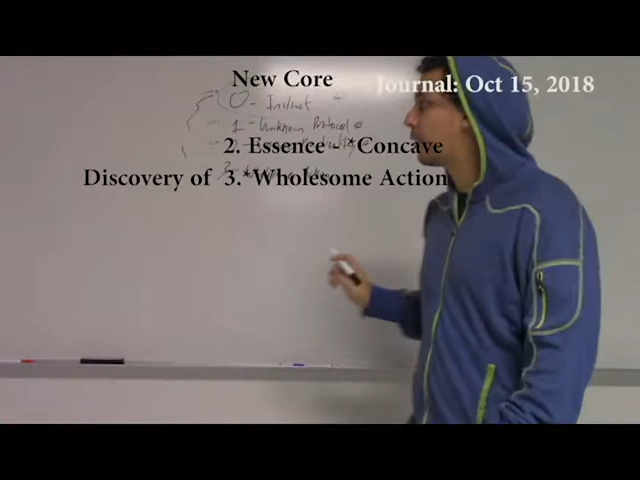 New Core
Journal: Oct 15, 2018
0 - Instinct
1 - Unknown Protocol
2. Essence - *Concave
Discovery of 3. *Wholesome Action